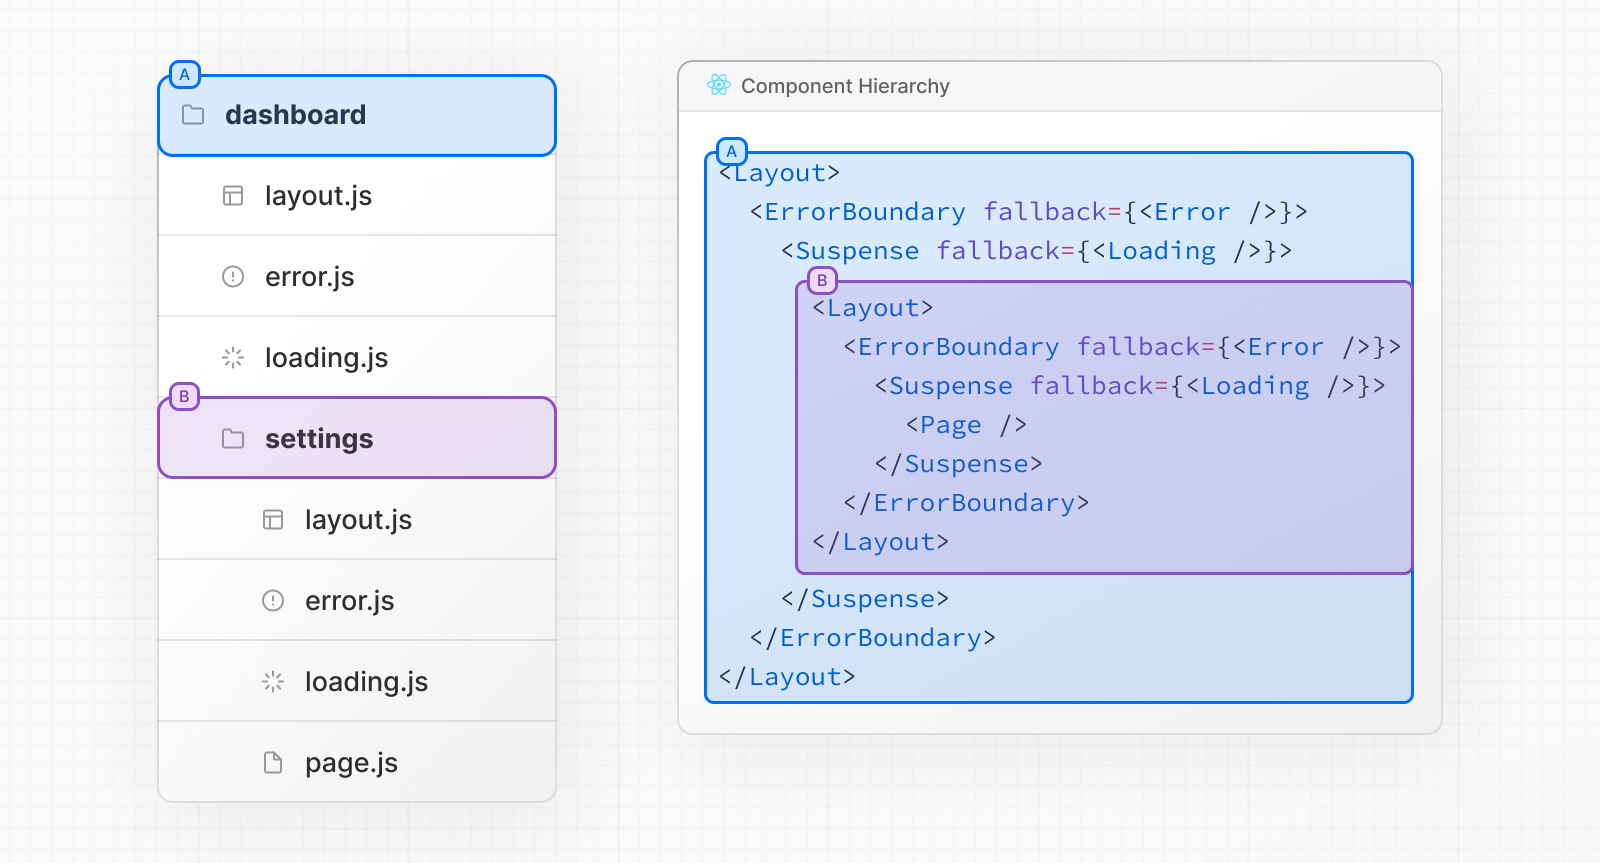 A
dashboard
layout.js
error.js
loading.js
B
settings
layout.js
error.js
loading.js
page.js
Component Hierarchy
A
<Layout>
<ErrorBoundary fallback={<Error />}>
<Suspense fallback={<Loading />}>
B
<Layout>
<ErrorBoundary fallback={<Error />}>
<Suspense fallback={<Loading />}>
<Page />
</Suspense>
</ErrorBoundary>
</Layout>
</Suspense>
</ErrorBoundary>
</Layout>